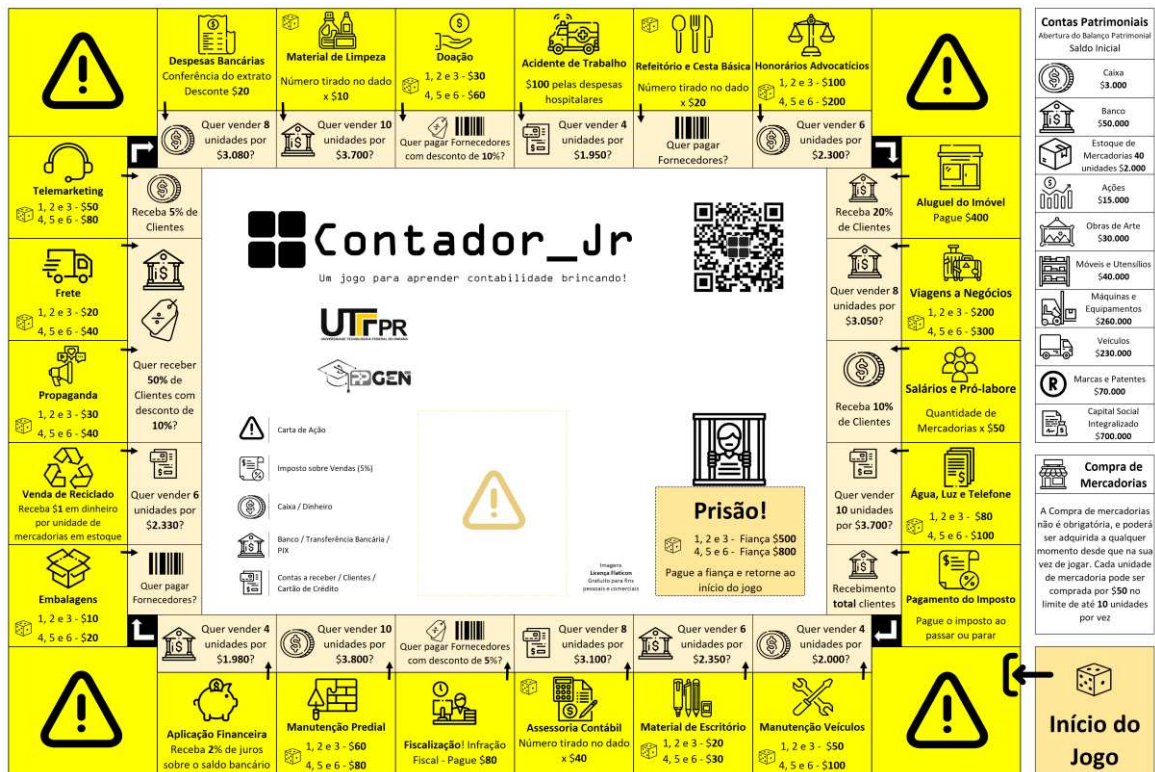 Despesas Bancárias
Conferência do extrato
Desconte $20
Material de Limpeza
Número tirado no dado
x $10
Doação
1, 2 e 3 - $30
4, 5 e 6 - $60
Acidente de Trabalho
$100 pelas despesas
hospitalares
Refeitório e Cesta Básica
Número tirado no dado
x $20
Honorários Advocatícios
1, 2 e 3 - $100
4, 5 e 6 - $200
Quer vender 8
unidades por
$3.080?
Quer vender 10
unidades por
$3.700?
Quer pagar Fornecedores
com desconto de 10%?
Quer vender 4
unidades por
$1.950?
Quer pagar
Fornecedores?
Quer vender 6
unidades por
$2.300?
Telemarketing
1, 2 e 3 - $50
4, 5 e 6 - $80
Receba 5% de
Clientes
Frete
1, 2 e 3 - $20
4, 5 e 6 - $40
Propaganda
1, 2 e 3 - $30
4, 5 e 6 - $40
Quer receber
50% de
Clientes com
desconto de
10%?
Venda de Reciclado
Receba $1 em dinheiro
por unidade de
mercadorias em estoque
Quer vender 6
unidades por
$2.330?
Embalagens
1, 2 e 3 - $10
4, 5 e 6 - $20
Quer pagar
Fornecedores?
Contador_Jr
Um jogo para aprender contabilidade brincando!
UTFPR
UNIVERSIDADE TECNOLÓGICA FEDERAL DO PARANÁ
PPGEN
Carta de Ação
Imposto sobre Vendas (5%)
Caixa / Dinheiro
Banco / Transferência Bancária /
PIX
Contas a receber / Clientes /
Cartão de Crédito
Imagens
Licença Flaticon
Gratuito para fins
pessoais e comerciais
Prisão!
1, 2 e 3 - Fiança $500
4, 5 e 6 - Fiança $800
Pague a fiança e retorne ao
início do jogo
Receba 20%
de Clientes
Aluguel do Imóvel
Pague $400
Quer vender 8
unidades por
$3.050?
Viagens a Negócios
1, 2 e 3 - $200
4, 5 e 6 - $300
Receba 10%
de Clientes
Salários e Pró-labore
Quantidade de
Mercadorias x $50
Quer vender
10 unidades
por $3.700?
Água, Luz e Telefone
1, 2 e 3 - $80
4, 5 e 6 - $100
Recebimento
total clientes
Pagamento do Imposto
Pague o imposto ao
passar ou parar
Quer vender 4
unidades por
$1.980?
Quer vender 10
unidades por
$3.800?
Quer pagar Fornecedores
com desconto de 5%?
Quer vender 8
unidades por
$3.100?
Quer vender 6
unidades por
$2.350?
Quer vender 4
unidades por
$2.000?
Aplicação Financeira
Receba 2% de juros
sobre o saldo bancário
Manutenção Predial
1, 2 e 3 - $60
4, 5 e 6 - $80
Fiscalização! Infração
Fiscal - Pague $80
Assessoria Contábil
Número tirado no dado
x $40
Material de Escritório
1, 2 e 3 - $20
4, 5 e 6 - $30
Manutenção Veículos
1, 2 e 3 - $50
4, 5 e 6 - $100
Contas Patrimoniais
Abertura do Balanço Patrimonial
Saldo Inicial
Caixa
$3.000
Banco
$50.000
Estoque de
Mercadorias 40
unidades $2.000
Ações
$15.000
Obras de Arte
$30.000
Móveis e Utensílios
$40.000
Máquinas e
Equipamentos
$260.000
Veículos
$230.000
Marcas e Patentes
$70.000
Capital Social
Integralizado
$700.000
Compra de
Mercadorias
A Compra de mercadorias
não é obrigatória, e poderá
ser adquirida a qualquer
momento desde que na sua
vez de jogar. Cada unidade
de mercadoria pode ser
comprada por $50 no
limite de até 10 unidades
por vez
Início do
Jogo